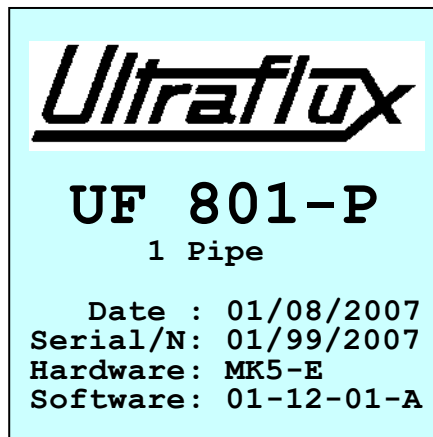 Ultraflux
UF 801-P
1 Pipe
Date : 01/08/2007
Serial/N: 01/99/2007
Hardware: MK5-E
Software: 01-12-01-A